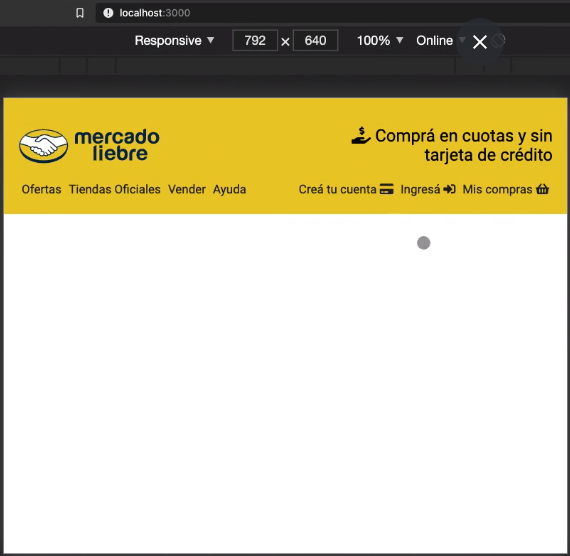 localhost:3000
Responsive 792 × 640 100% Online
mercado
liebre
Comprá en cuotas y sin
tarjeta de crédito
Ofertas Tiendas Oficiales Vender Ayuda Creá tu cuenta Ingresá Mis compras